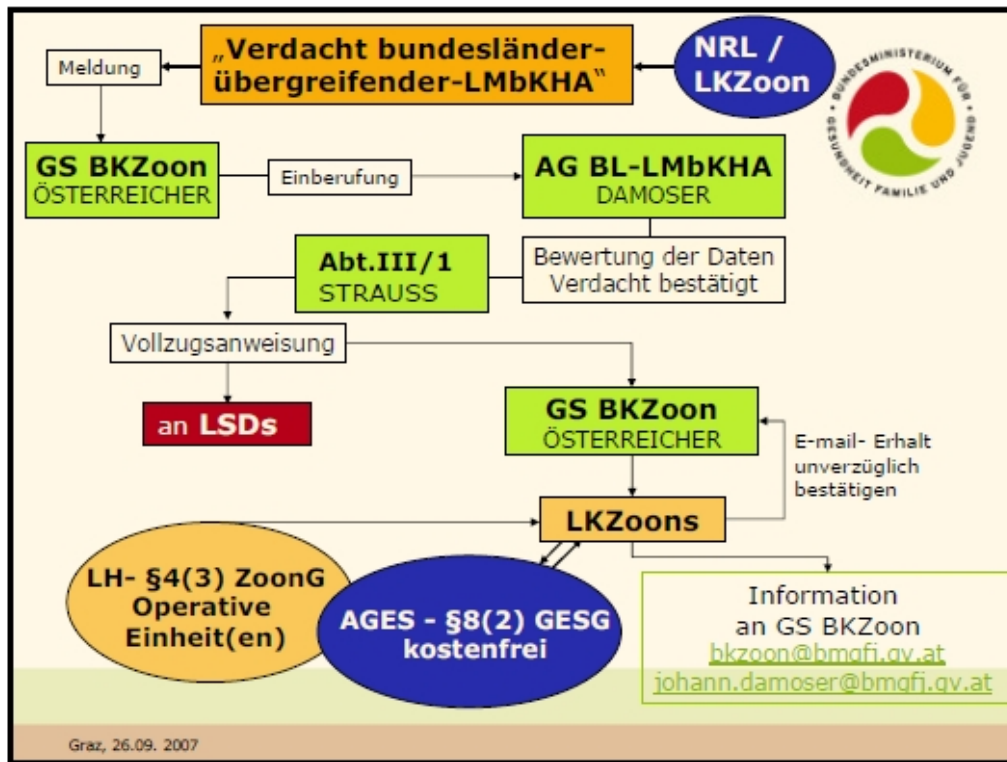 „Verdacht bundesländer-
übergreifender-LMbKHA“
NRL /
LKZoon
Meldung
BUNDESMINISTERIUM FÜR
GESUNDHEIT FAMILIE UND JUGEND
GS BKZoon
ÖSTERREICHER
Einberufung
AG BL-LMbKHA
DAMOSER
Abt.III/1
STRAUSS
Bewertung der Daten
Verdacht bestätigt
Vollzugsanweisung
an LSDs
GS BKZoon
ÖSTERREICHER
E-mail- Erhalt
unverzüglich
bestätigen
LKZoons
LH- §4(3) ZoonG
Operative
Einheit(en)
AGES - §8(2) GESG
kostenfrei
Information
an GS BKZoon
bkzoon@bmgfj.gv.at
johann.damoser@bmgfj.gv.at
Graz, 26.09. 2007